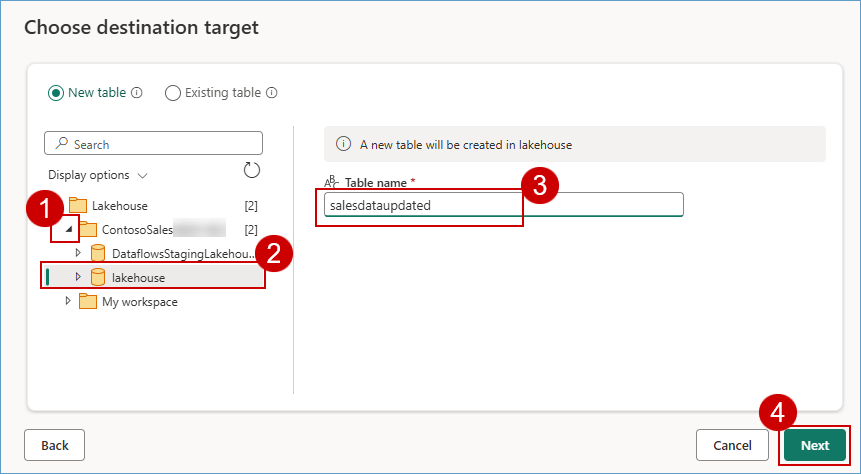 Choose destination target
New table
Existing table
Search
Display options
Lakehouse [2]
1
ContosoSales [2]
DataflowsStagingLakehou...
2
lakehouse
My workspace
A new table will be created in lakehouse
ABC Table name *
3
salesdataupdated
4
Back
Cancel
Next